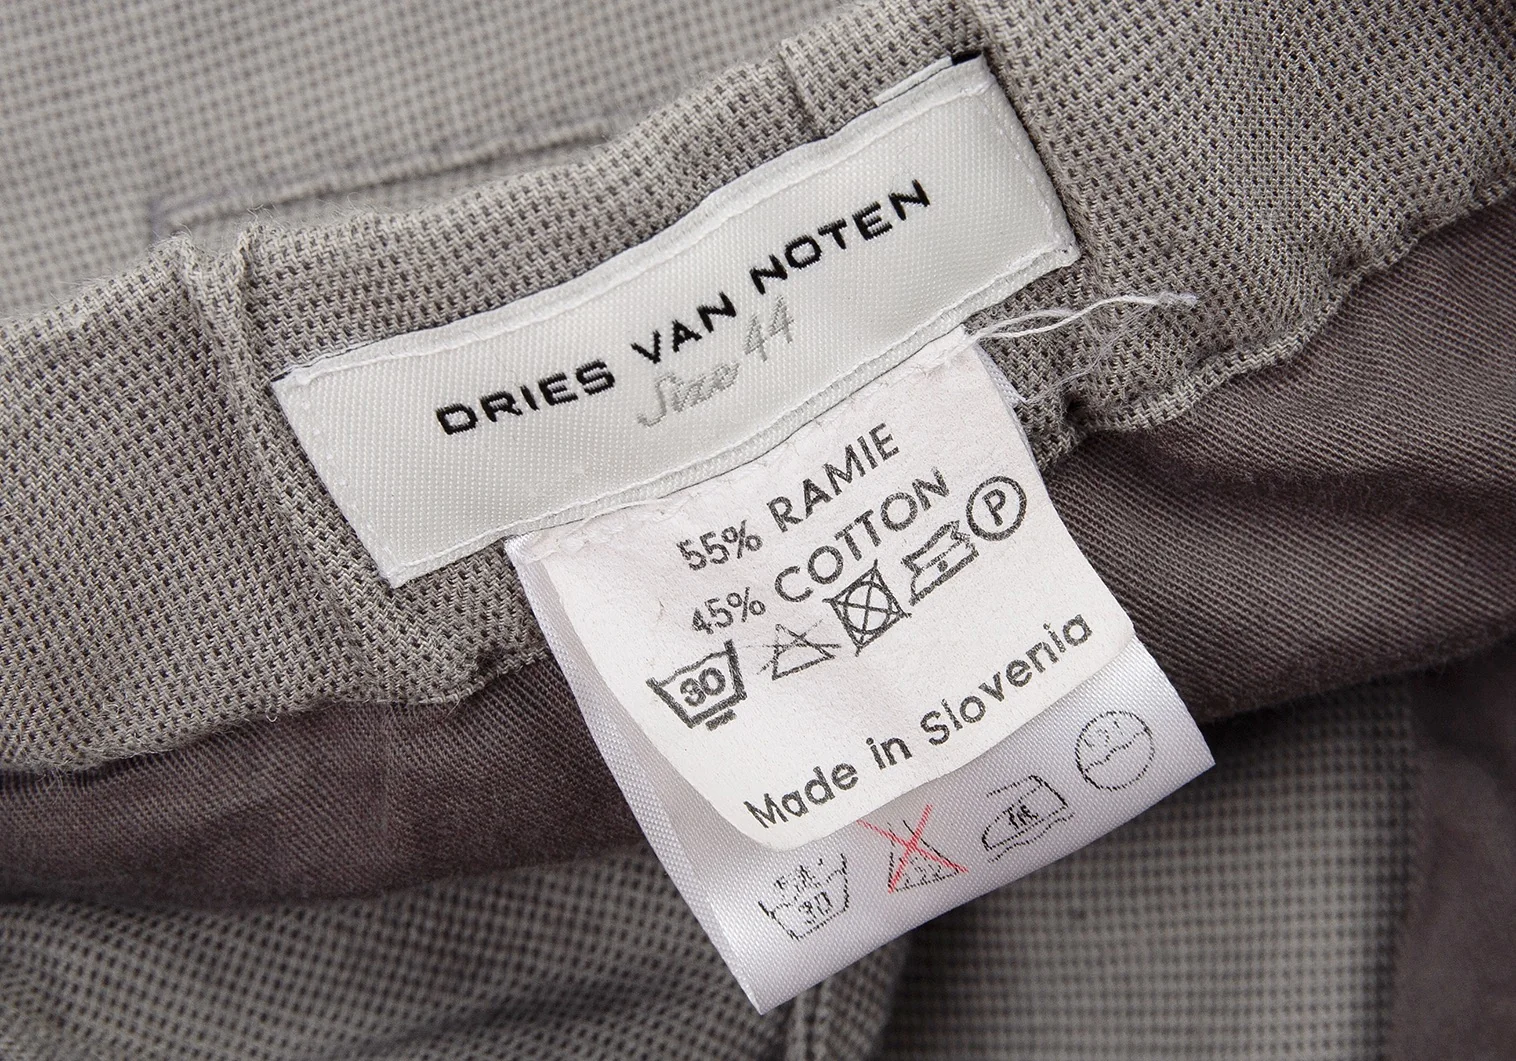 DRIES VAN NOTEN
Size 44
55% RAMIE
45% COTTON
P
30
Made in Slovenia
30